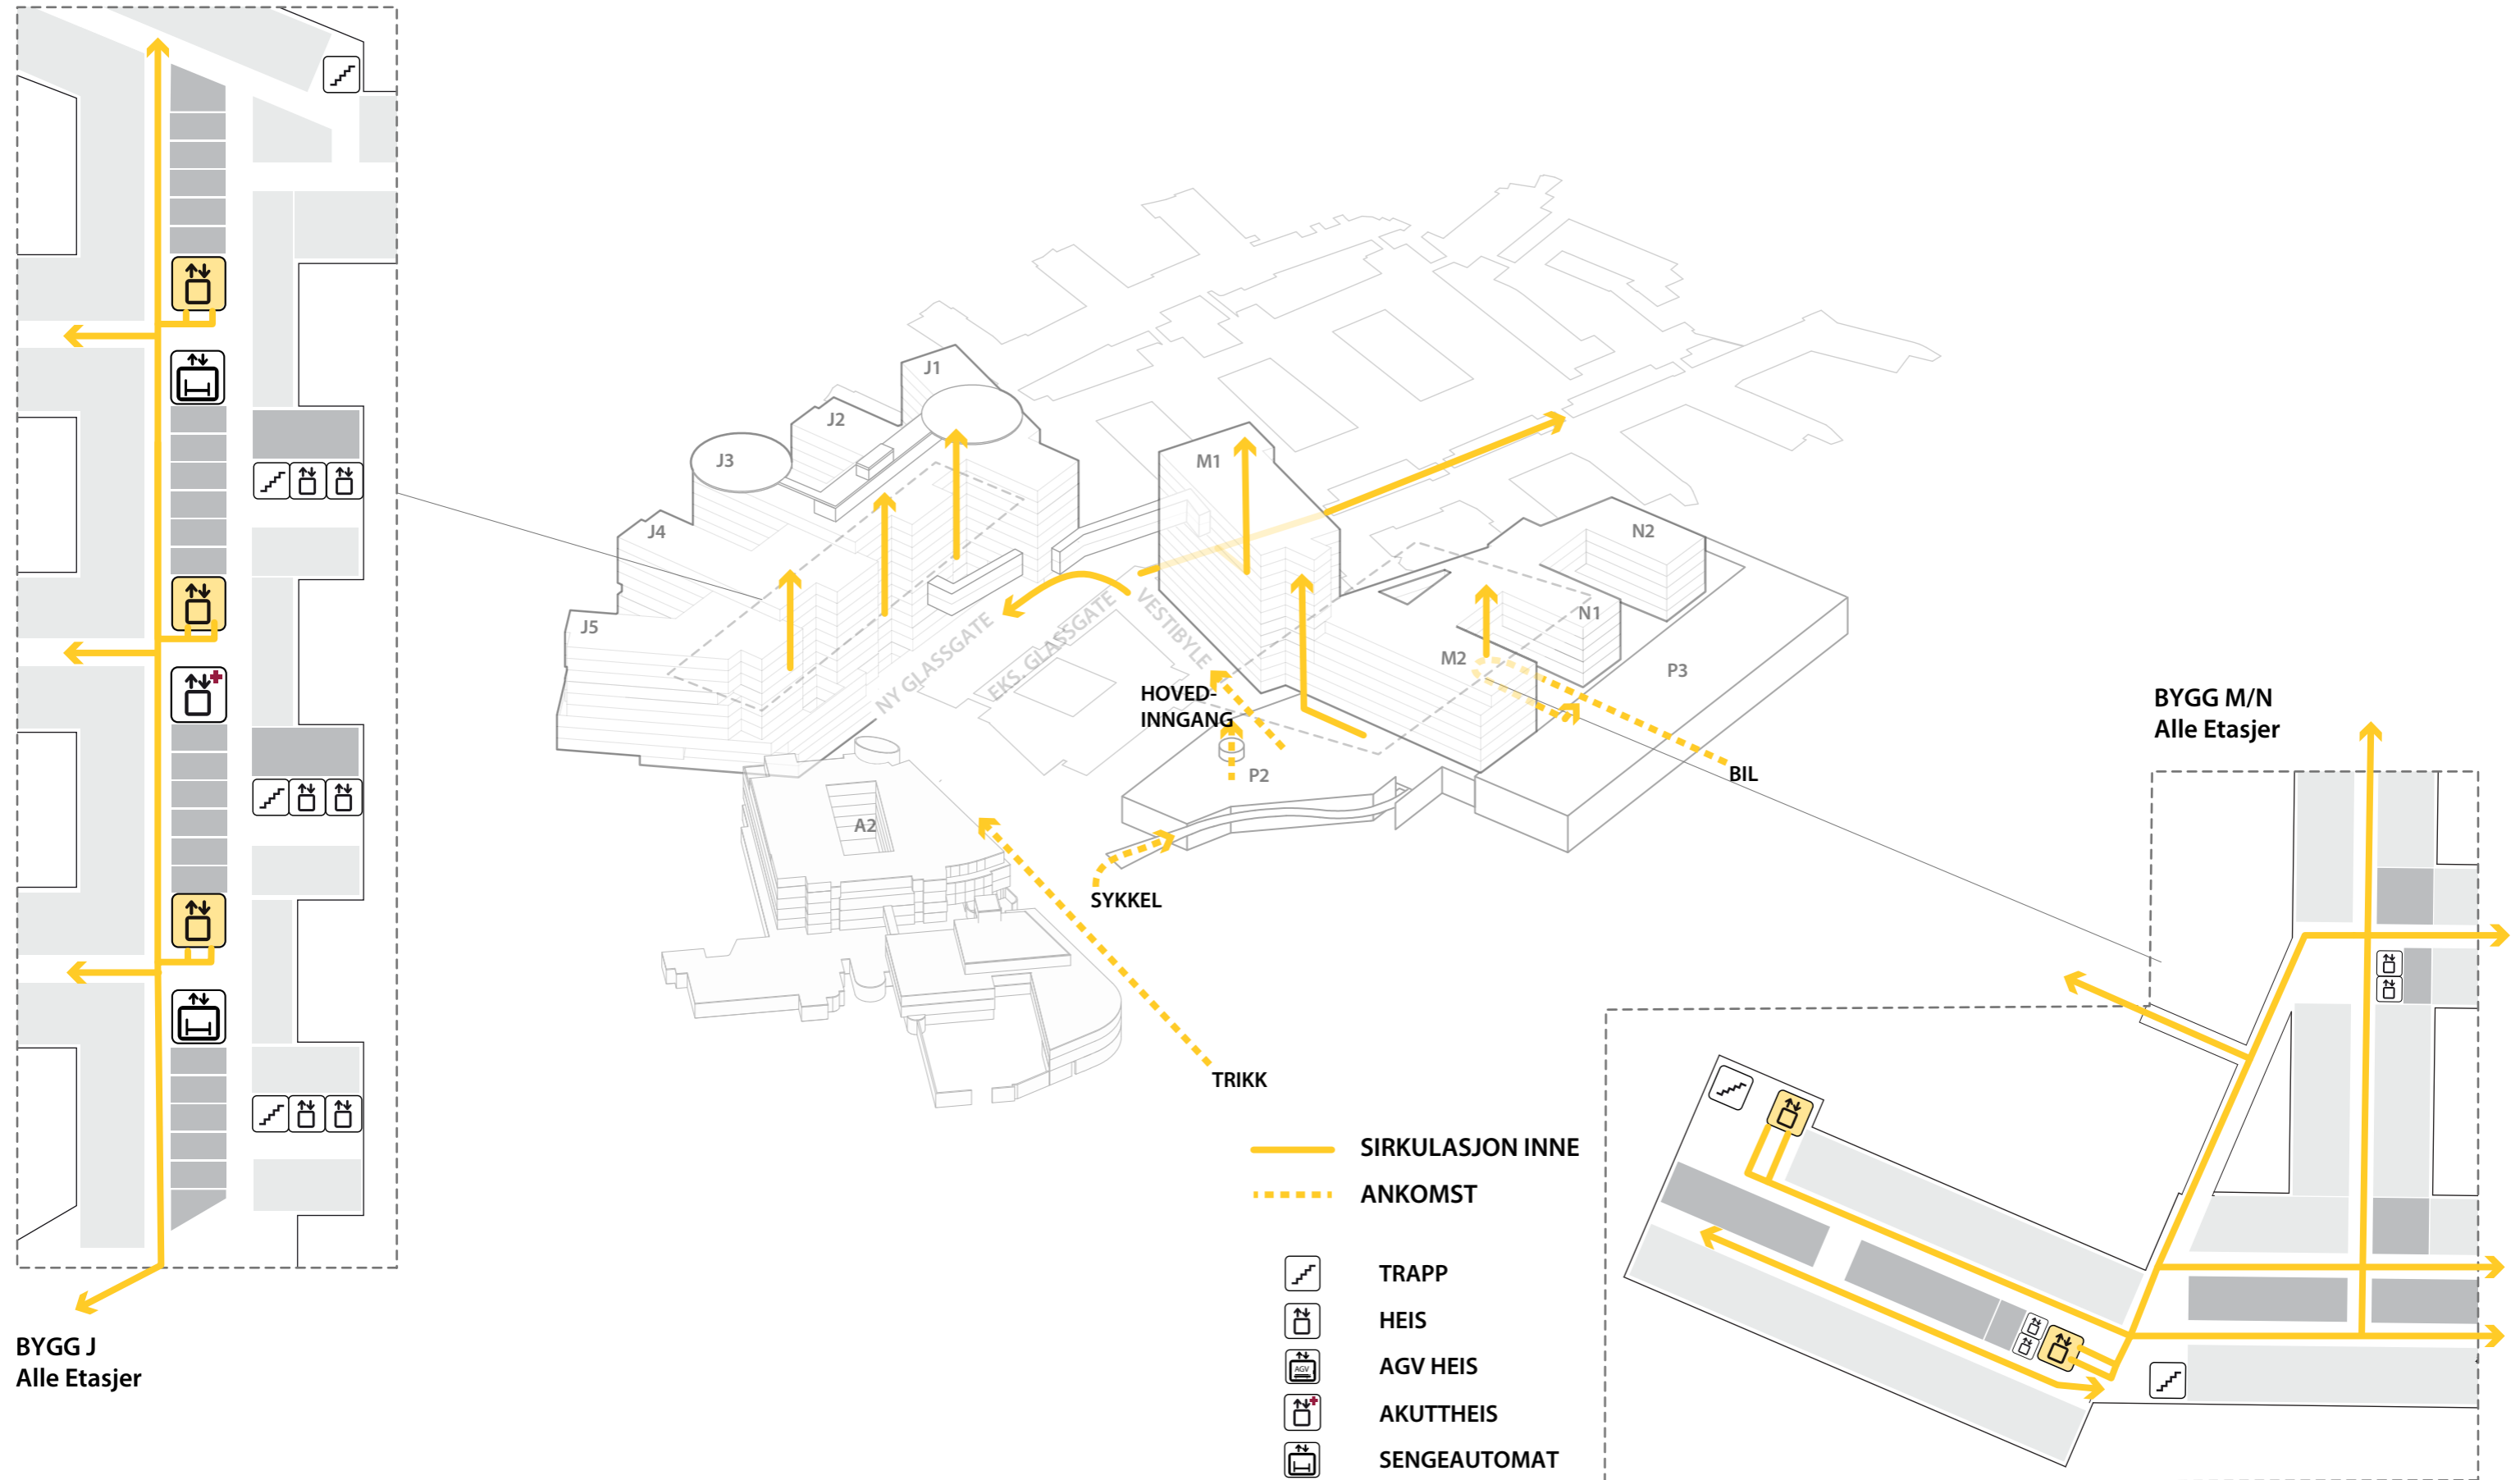 J1
J2
J3
J4
J5
M1
M2
N1
N2
P3
P2
A2
NY GLASSGATE
EKS. GLASSGATE
VESTIBYLE
HOVED-
INNGANG
BIL
SYKKEL
TRIKK
BYGG M/N
Alle Etasjer
BYGG J
Alle Etasjer
SIRKULASJON INNE
ANKOMST
TRAPP
HEIS
AGV
AGV HEIS
AKUTTHEIS
SENGEAUTOMAT